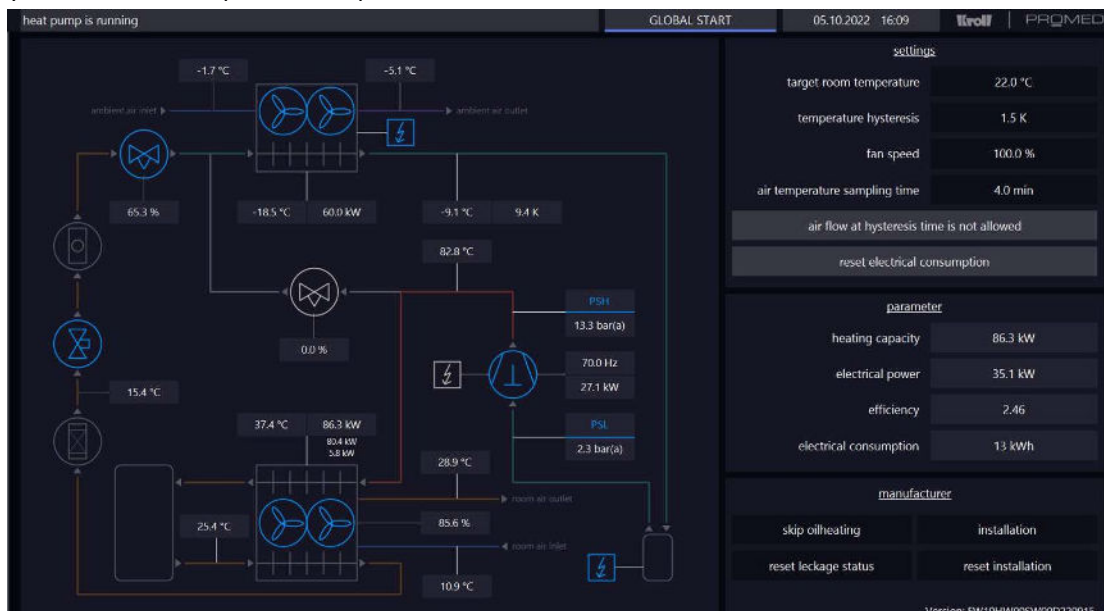 heat pump is running
GLOBAL START
05.10.2022 16:09
Kroll
PROMED
-1.7 °C
-5.1 °C
ambient air inlet
ambient air outlet
65.3 %
-18.5 °C
60.0 kW
-9.1 °C
9.4 K
82.8 °C
0.0 %
PSH
13.3 bar(a)
70.0 Hz
27.1 kW
15.4 °C
PSL
2.3 bar(a)
37.4 °C
86.3 kW
80.4 kW
5.8 kW
28.9 °C
room air outlet
25.4 °C
85.6 %
room air inlet
10.9 °C
settings
target room temperature
22.0 °C
temperature hysteresis
1.5 K
fan speed
100.0 %
air temperature sampling time
4.0 min
air flow at hysteresis time is not allowed
reset electrical consumption
parameter
heating capacity
86.3 kW
electrical power
35.1 kW
efficiency
2.46
electrical consumption
13 kWh
manufacturer
skip oilheating
installation
reset leckage status
reset installation